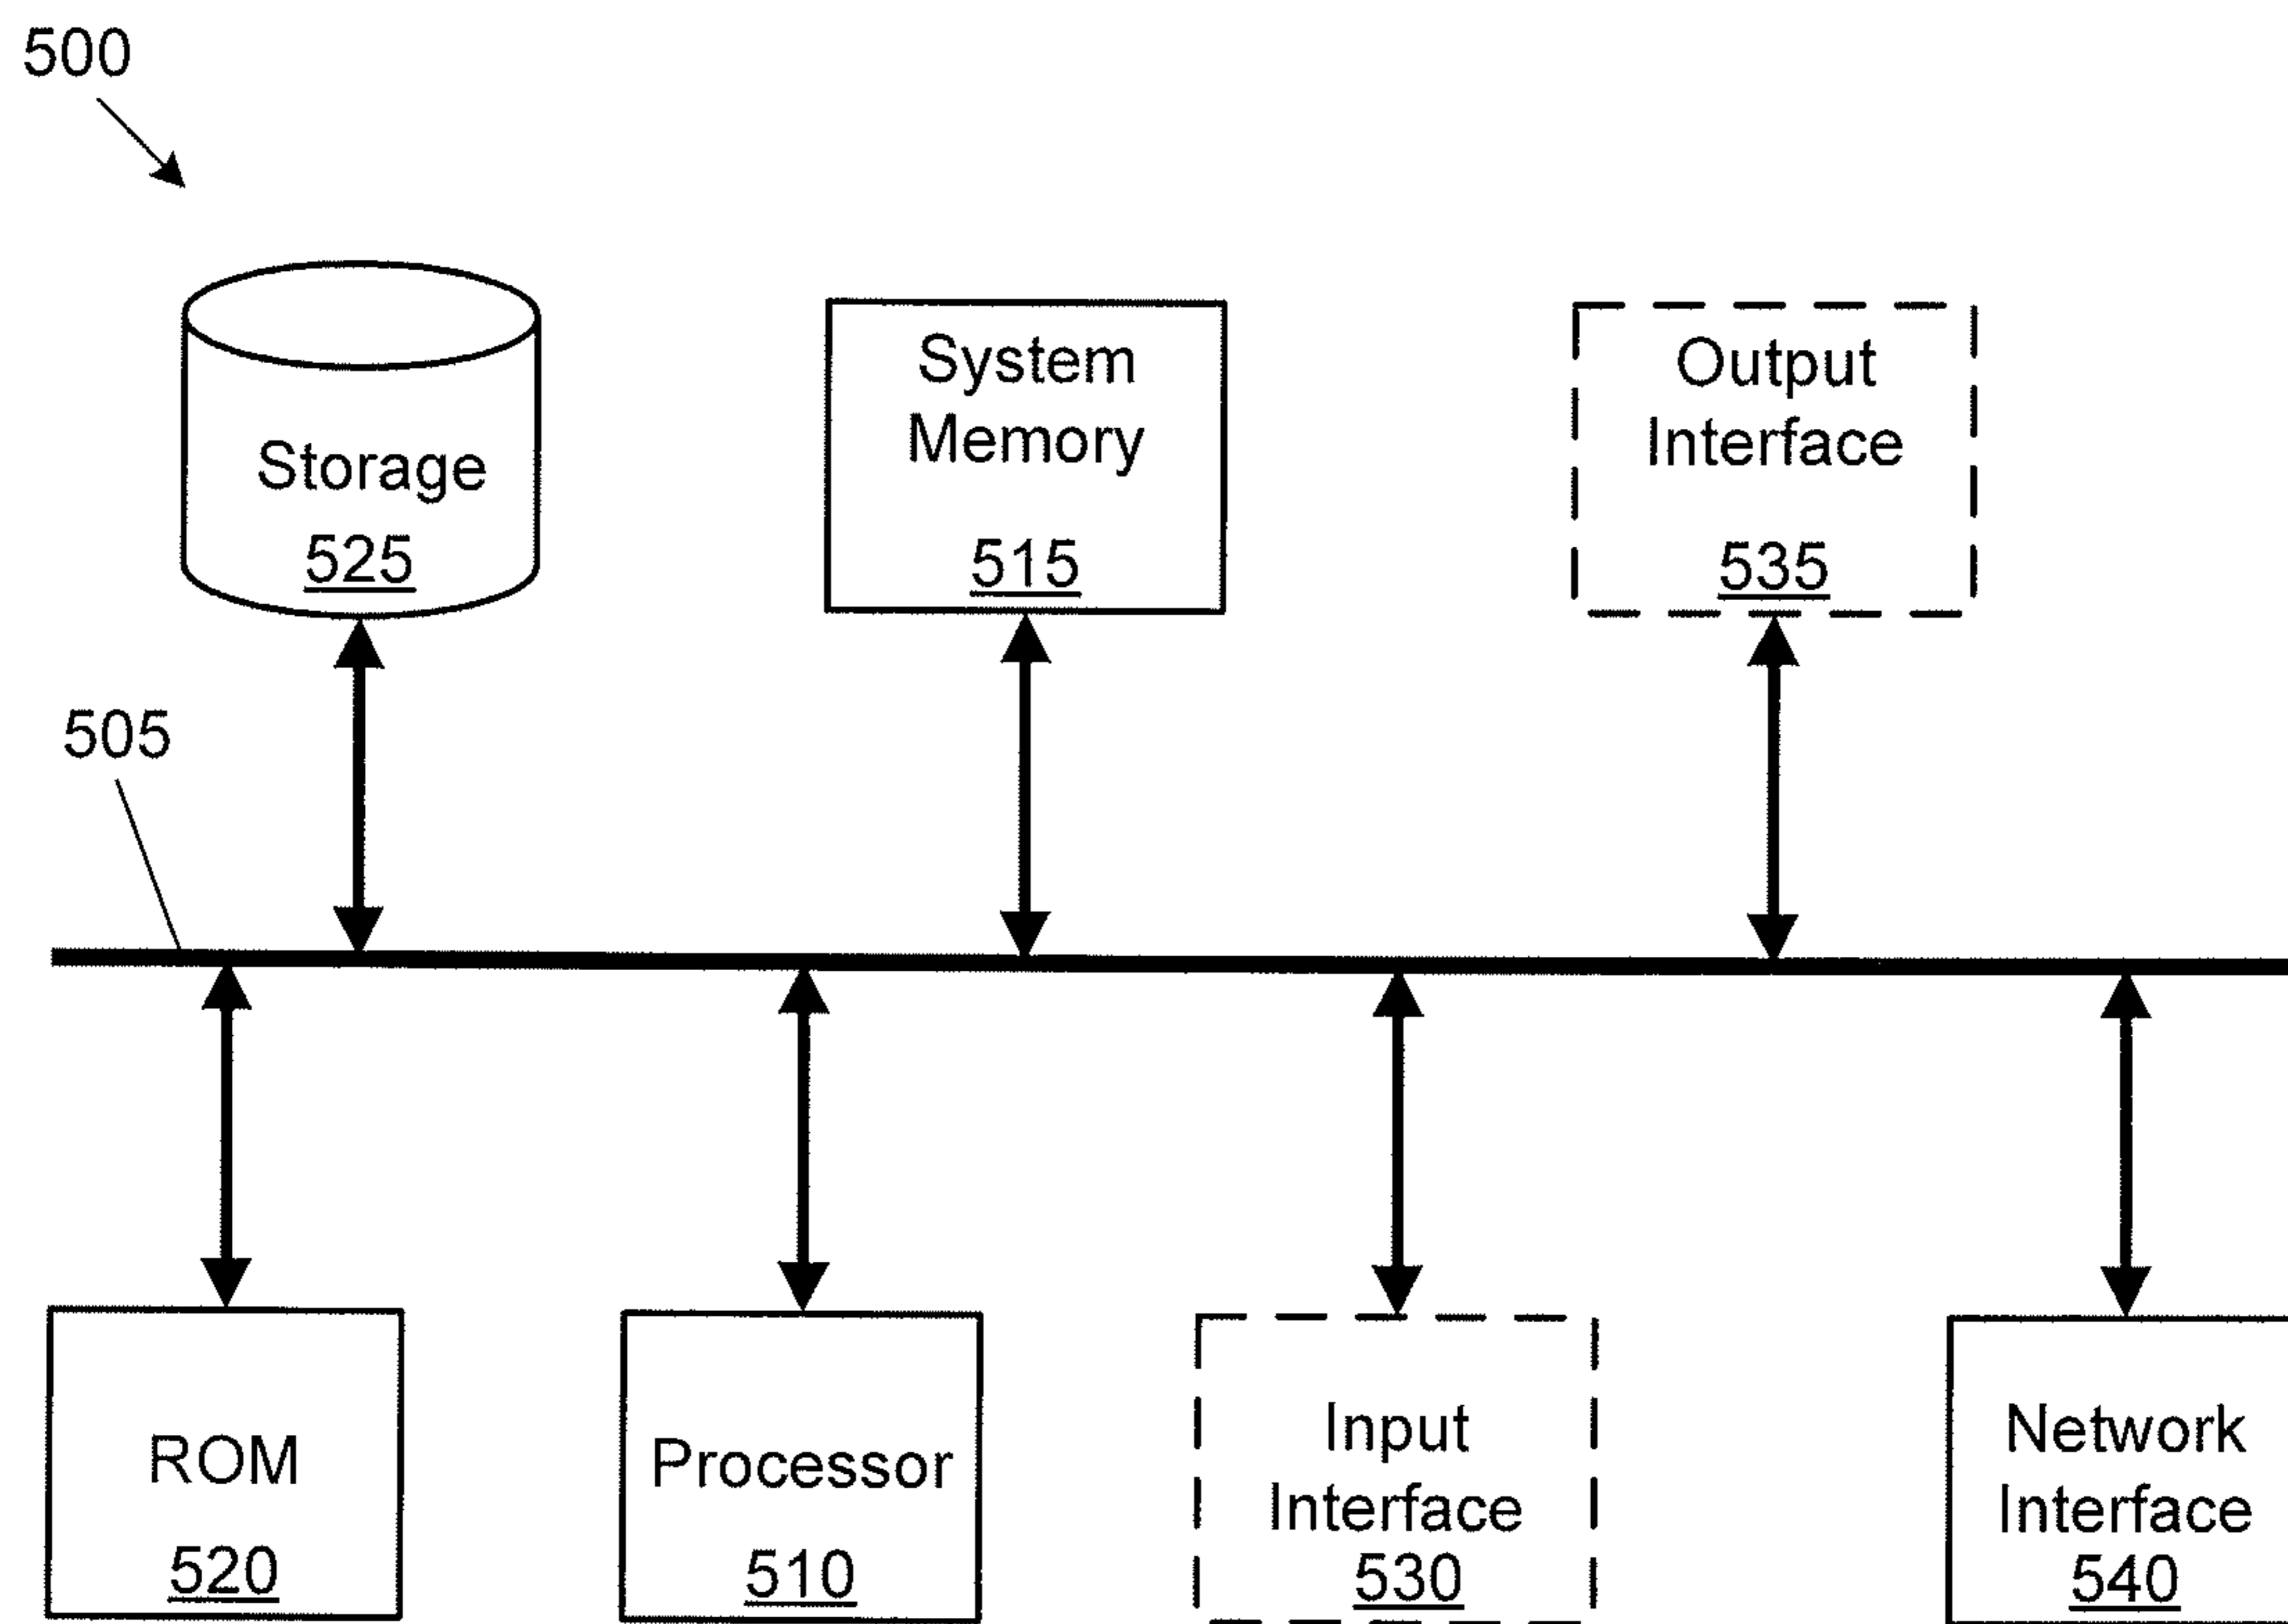 500
Storage
525
System
Memory
515
Output
Interface
535
505
ROM
520
Processor
510
Input
Interface
530
Network
Interface
540